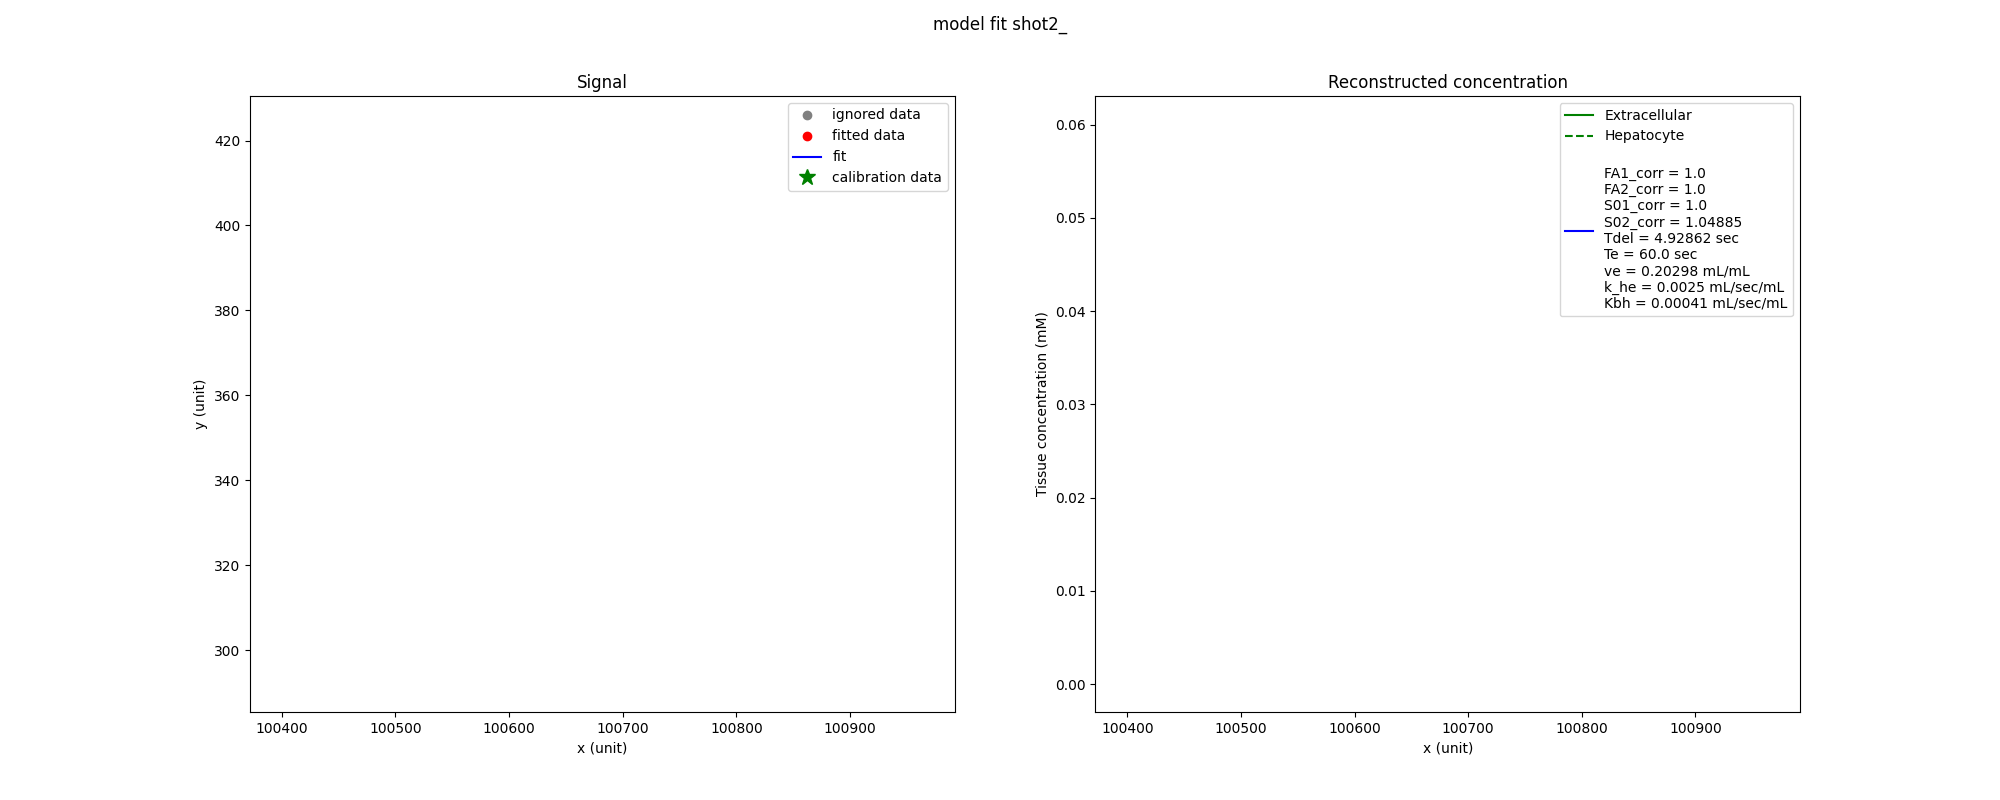 model fit shot2_
Signal
ignored data
fitted data
fit
calibration data
420
400
380
360
340
320
300
y (unit)
100400 100500 100600 100700 100800 100900
x (unit)
Reconstructed concentration
Extracellular
Hepatocyte
FA1_corr = 1.0
FA2_corr = 1.0
S01_corr = 1.0
S02_corr = 1.04885
Tdel = 4.92862 sec
Te = 60.0 sec
ve = 0.20298 mL/mL
k_he = 0.0025 mL/sec/mL
Kbh = 0.00041 mL/sec/mL
0.06
0.05
0.04
0.03
0.02
0.01
0.00
Tissue concentration (mM)
100400 100500 100600 100700 100800 100900
x (unit)